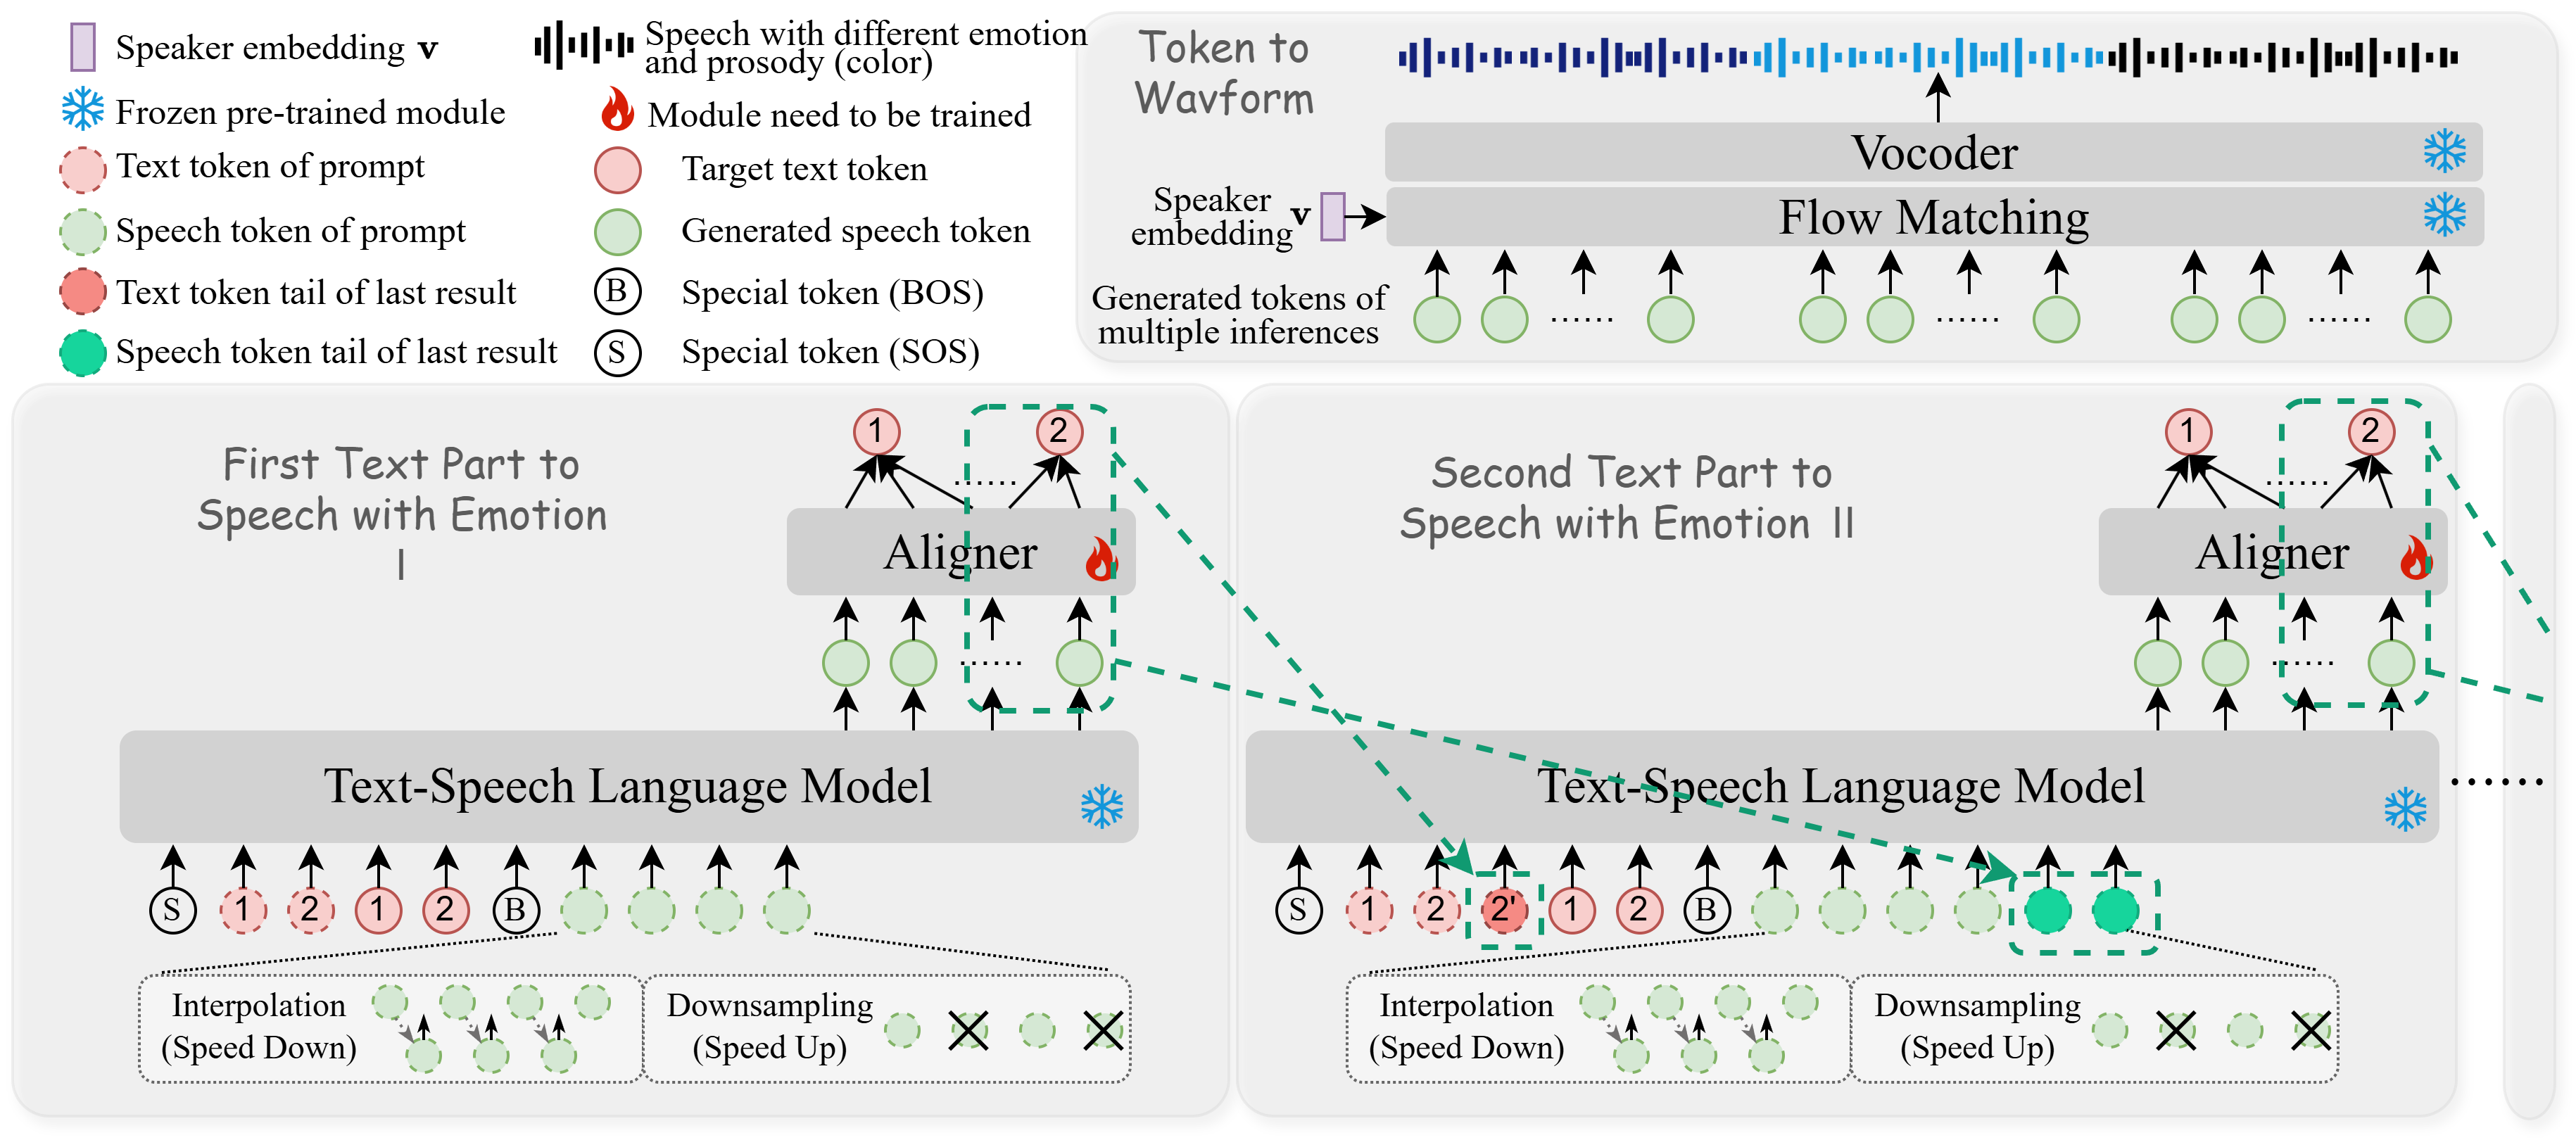 Speaker embedding v
Speech with different emotion
and prosody (color)
Frozen pre-trained module
Module need to be trained
Text token of prompt
Target text token
Speech token of prompt
Generated speech token
Text token tail of last result
B
Special token (BOS)
Speech token tail of last result
S
Special token (SOS)
Token to
Wavform
Vocoder
Flow Matching
Speaker
embedding
v
Generated tokens of
multiple inferences
......
......
......
First Text Part to
Speech with Emotion
I
1
2
......
Aligner
......
Text-Speech Language Model
S
1
2
1
2
B
Interpolation
(Speed Down)
Downsampling
(Speed Up)
Second Text Part to
Speech with Emotion II
1
2
......
Aligner
......
Text-Speech Language Model
......
S
1
2
2'
1
2
B
Interpolation
(Speed Down)
Downsampling
(Speed Up)